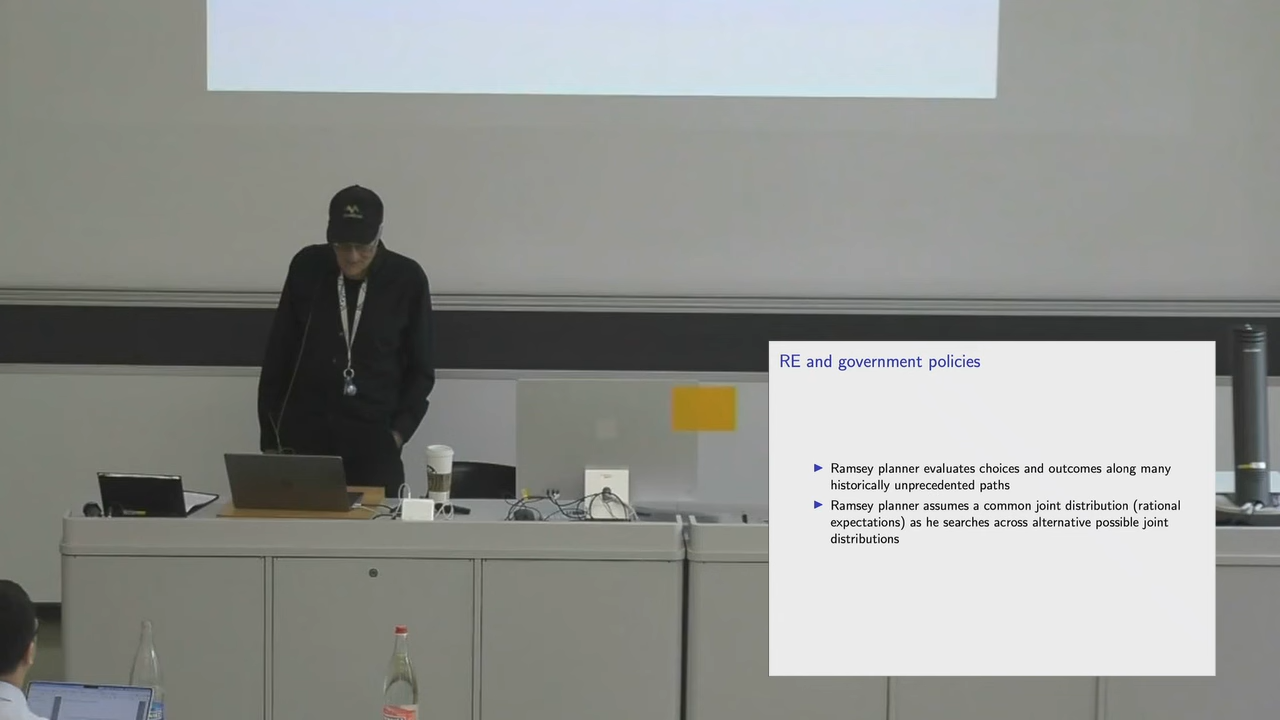 RE and government policies
Ramsey planner evaluates choices and outcomes along many
historically unprecedented paths
Ramsey planner assumes a common joint distribution (rational
expectations) as he searches across alternative possible joint
distributions